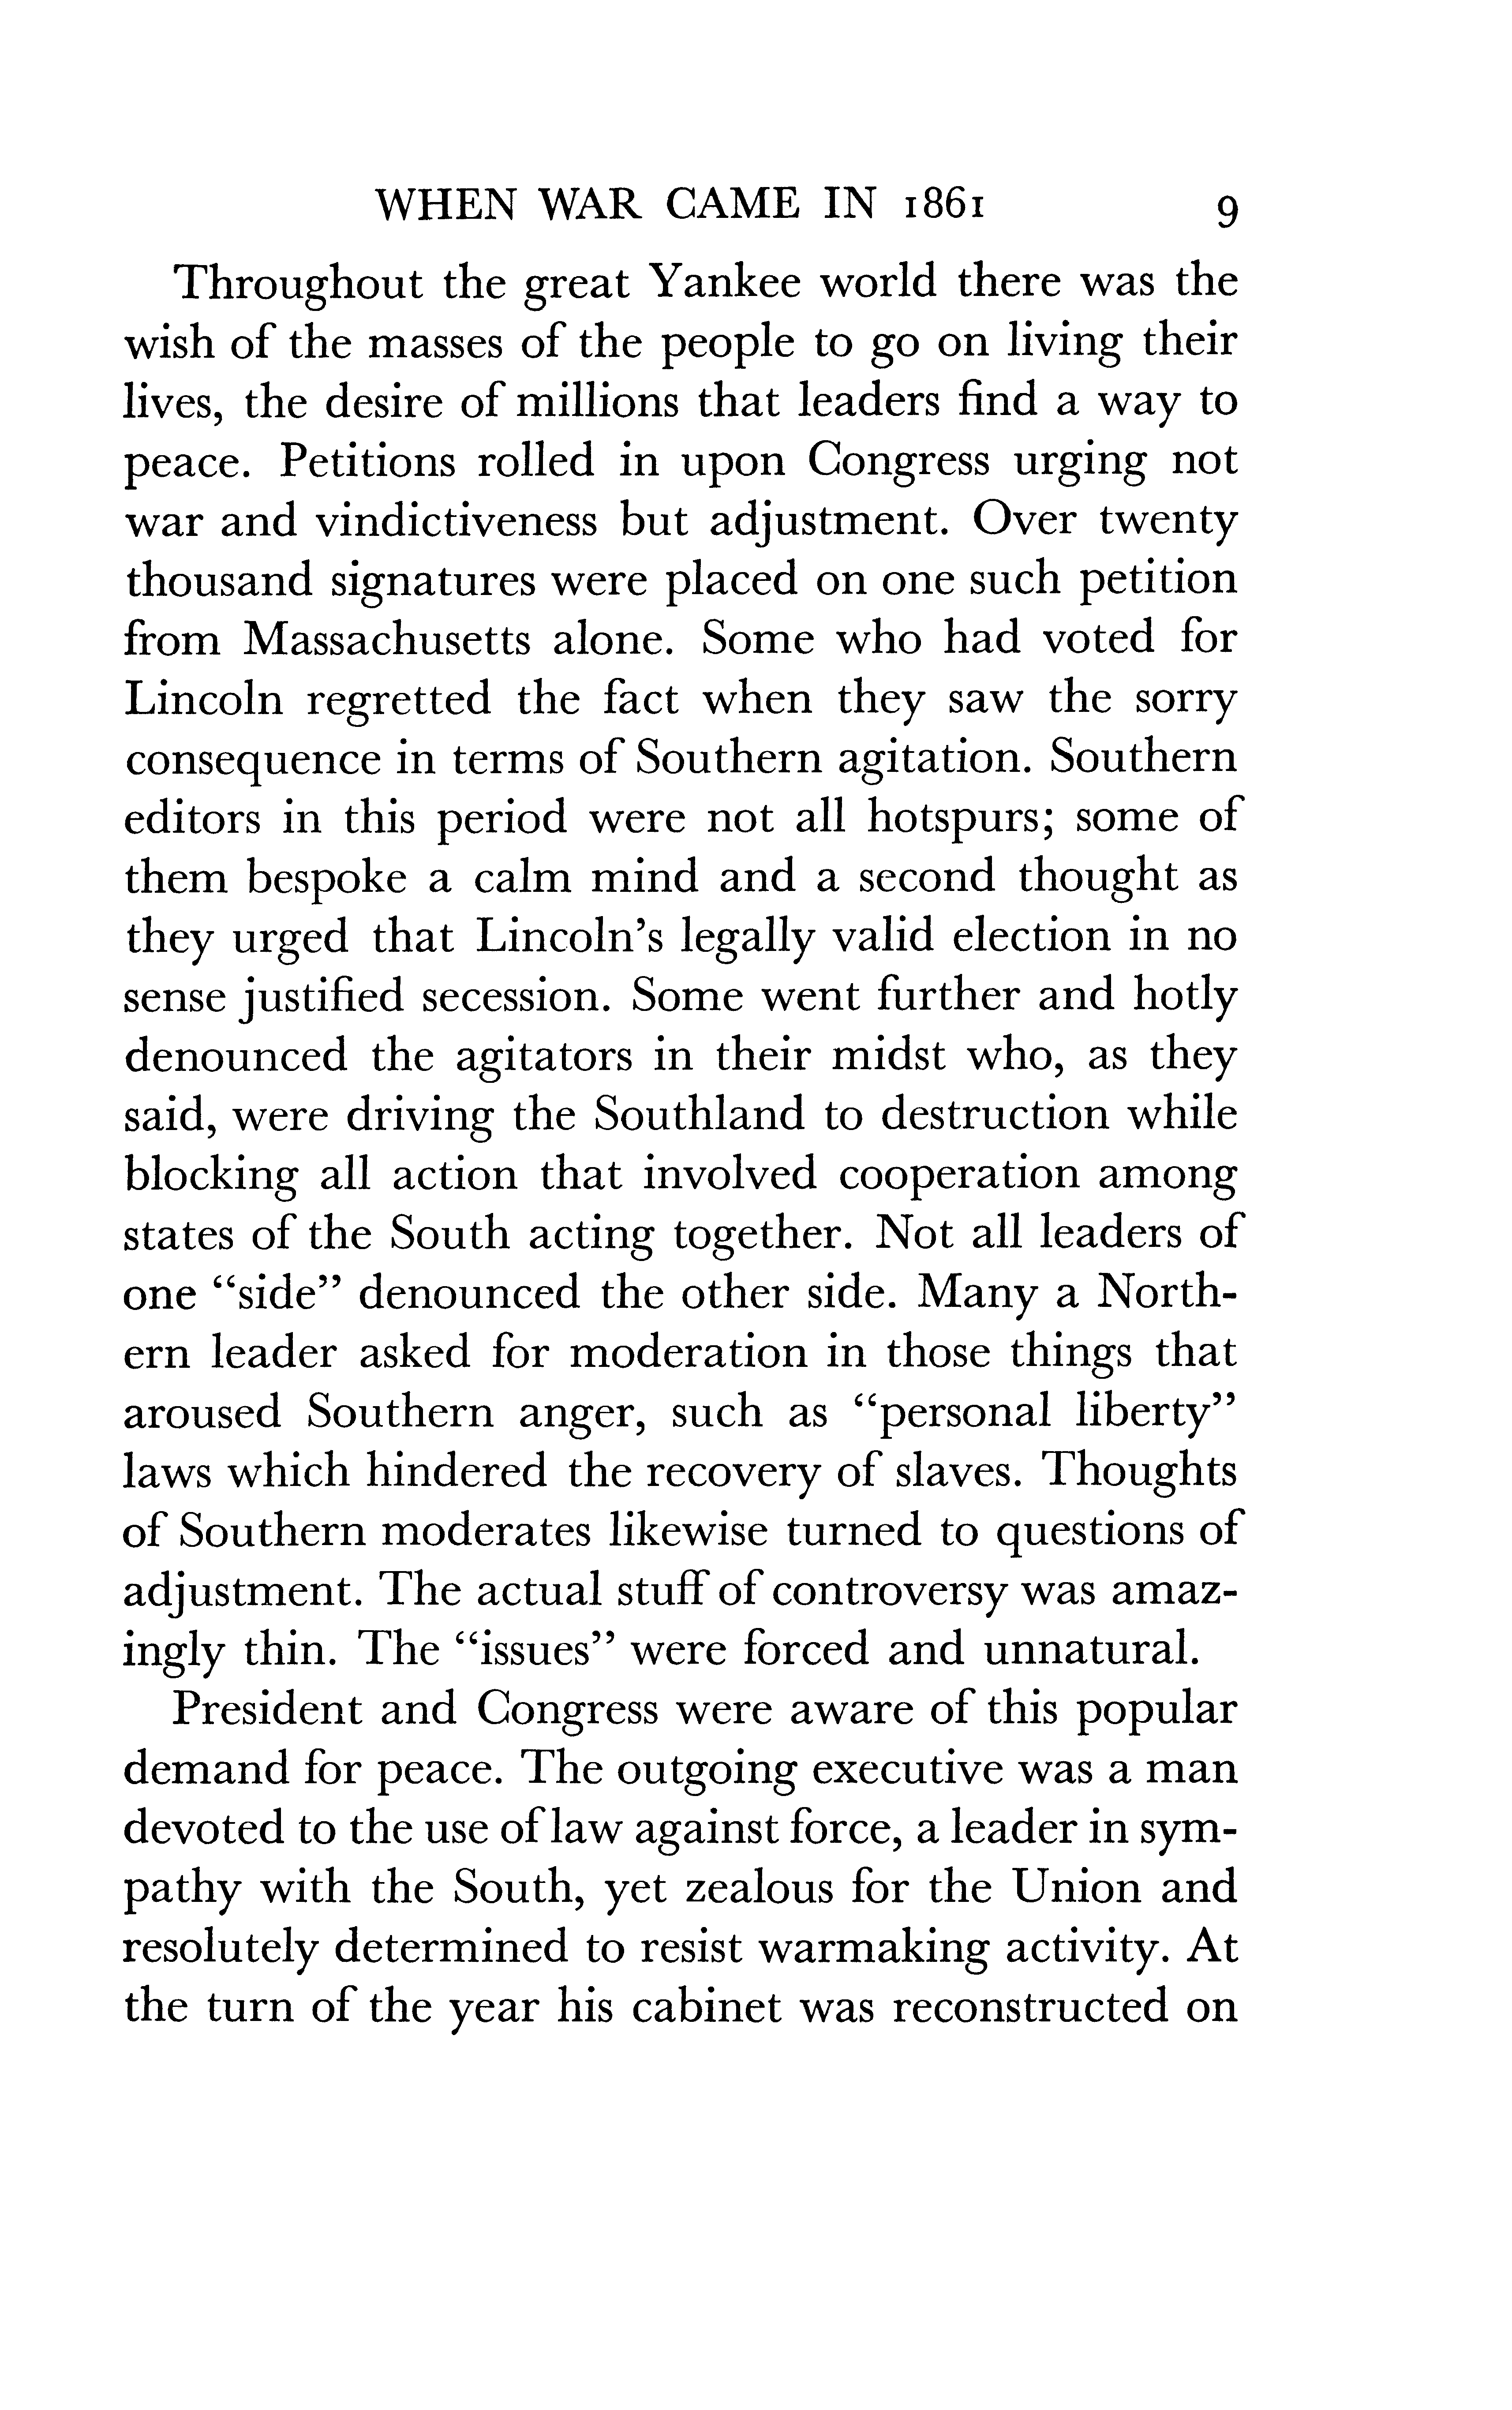 WHEN WAR CAME IN 1861 9
Throughout the great Yankee world there was the
wish of the masses of the people to go on living their
lives, the desire of millions that leaders find a way to
peace. Petitions rolled in upon Congress urging not
war and vindictiveness but adjustment. Over twenty
thousand signatures were placed on one such petition
from Massachusetts alone. Some who had voted for
Lincoln regretted the fact when they saw the sorry
consequence in terms of Southern agitation. Southern
editors in this period were not all hotspurs; some of
them bespoke a calm mind and a second thought as
they urged that Lincoln’s legally valid election in no
sense justified secession. Some went further and hotly
denounced the agitators in their midst who, as they
said, were driving the Southland to destruction while
blocking all action that involved cooperation among
states of the South acting together. Not all leaders of
one “side” denounced the other side. Many a North-
ern leader asked for moderation in those things that
aroused Southern anger, such as “personal liberty”
laws which hindered the recovery of slaves. Thoughts
of Southern moderates likewise turned to questions of
adjustment. The actual stuff of controversy was amaz-
ingly thin. The “issues” were forced and unnatural.
President and Congress were aware of this popular
demand for peace. The outgoing executive was a man
devoted to the use of law against force, a leader in sym-
pathy with the South, yet zealous for the Union and
resolutely determined to resist warmaking activity. At
the turn of the year his cabinet was reconstructed on